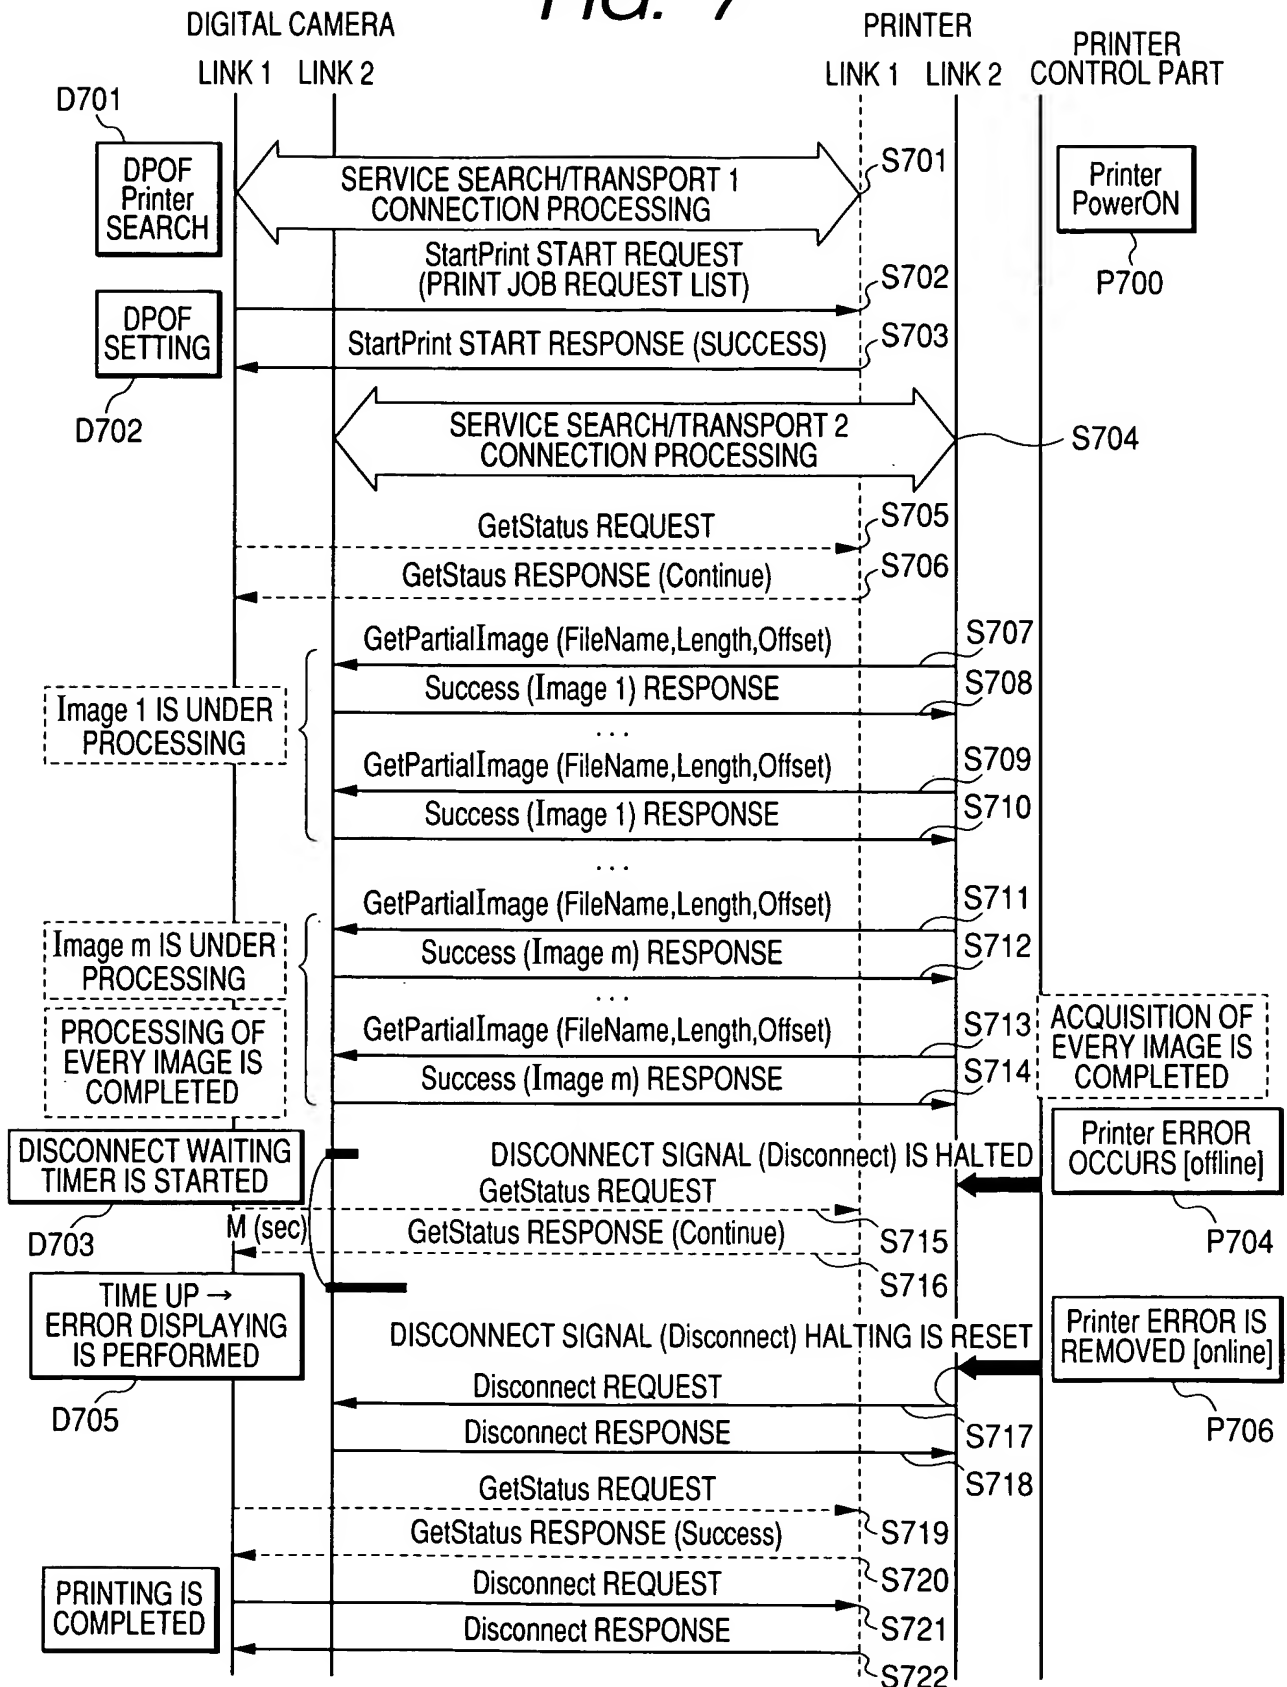 FIG. 7
DIGITAL CAMERA
PRINTER
PRINTER
CONTROL PART
LINK 1
LINK 2
LINK 1
LINK 2
D701
DPOF
Printer
SEARCH
SERVICE SEARCH/TRANSPORT 1
CONNECTION PROCESSING
S701
Printer
PowerON
P700
StartPrint START REQUEST
(PRINT JOB REQUEST LIST)
S702
DPOF
SETTING
D702
StartPrint START RESPONSE (SUCCESS)
S703
SERVICE SEARCH/TRANSPORT 2
CONNECTION PROCESSING
S704
GetStatus REQUEST
S705
GetStaus RESPONSE (Continue)
S706
GetPartialImage (FileName,Length,Offset)
S707
Success (Image 1) RESPONSE
S708
Image 1 IS UNDER
PROCESSING
...
GetPartialImage (FileName,Length,Offset)
S709
Success (Image 1) RESPONSE
S710
...
GetPartialImage (FileName,Length,Offset)
S711
Image m IS UNDER
PROCESSING
Success (Image m) RESPONSE
S712
...
PROCESSING OF
EVERY IMAGE IS
COMPLETED
GetPartialImage (FileName,Length,Offset)
S713
Success (Image m) RESPONSE
S714
ACQUISITION OF
EVERY IMAGE IS
COMPLETED
DISCONNECT WAITING
TIMER IS STARTED
D703
DISCONNECT SIGNAL (Disconnect) IS HALTED
Printer ERROR
OCCURS [offline]
P704
GetStatus REQUEST
S715
M (sec)
GetStatus RESPONSE (Continue)
S716
TIME UP →
ERROR DISPLAYING
IS PERFORMED
D705
DISCONNECT SIGNAL (Disconnect) HALTING IS RESET
Printer ERROR IS
REMOVED [online]
P706
Disconnect REQUEST
S717
Disconnect RESPONSE
S718
GetStatus REQUEST
S719
GetStatus RESPONSE (Success)
S720
PRINTING IS
COMPLETED
Disconnect REQUEST
S721
Disconnect RESPONSE
S722